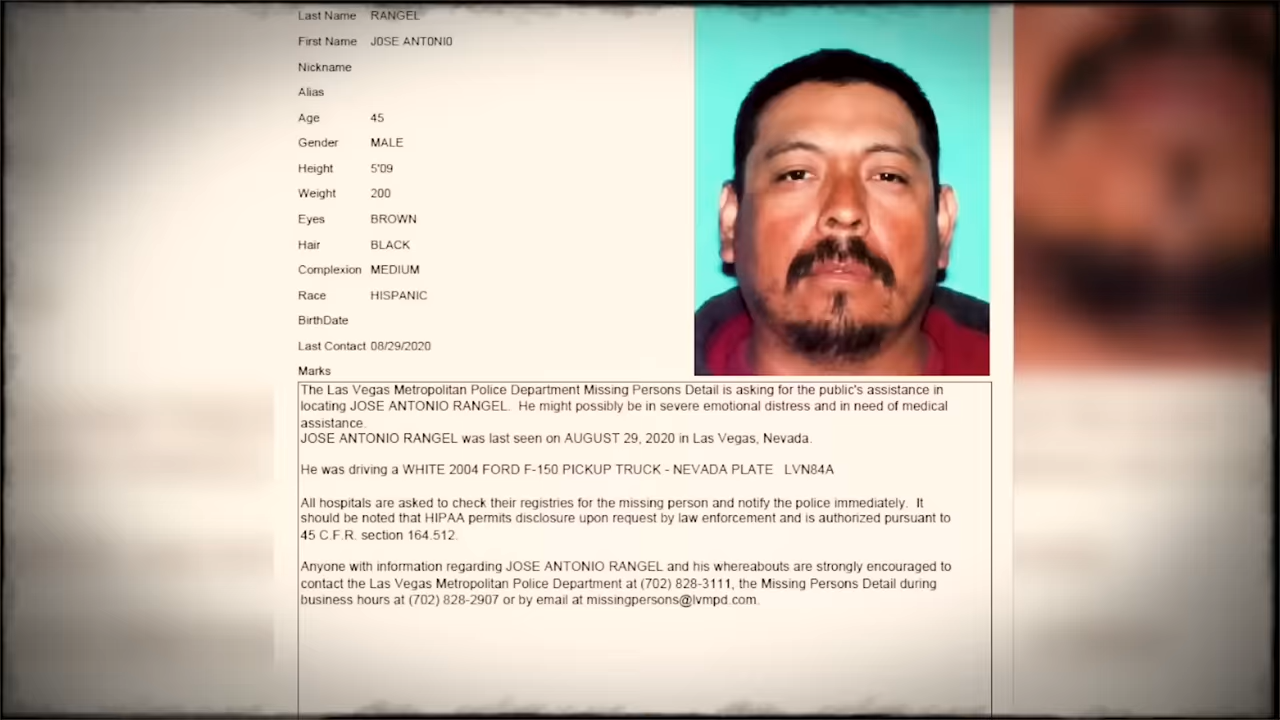 Last Name RANGEL
First Name JOSE ANTONIO
Nickname
Alias
Age 45
Gender MALE
Height 5'09
Weight 200
Eyes BROWN
Hair BLACK
Complexion MEDIUM
Race HISPANIC
BirthDate
Last Contact 08/29/2020
Marks
The Las Vegas Metropolitan Police Department Missing Persons Detail is asking for the public's assistance in
locating JOSE ANTONIO RANGEL. He might possibly be in severe emotional distress and in need of medical
assistance.
JOSE ANTONIO RANGEL was last seen on AUGUST 29, 2020 in Las Vegas, Nevada.
He was driving a WHITE 2004 FORD F-150 PICKUP TRUCK - NEVADA PLATE LVN84A
All hospitals are asked to check their registries for the missing person and notify the police immediately. It
should be noted that HIPAA permits disclosure upon request by law enforcement and is authorized pursuant to
45 C.F.R. section 164.512.
Anyone with information regarding JOSE ANTONIO RANGEL and his whereabouts are strongly encouraged to
contact the Las Vegas Metropolitan Police Department at (702) 828-3111, the Missing Persons Detail during
business hours at (702) 828-2907 or by email at missingpersons@lvmpd.com.